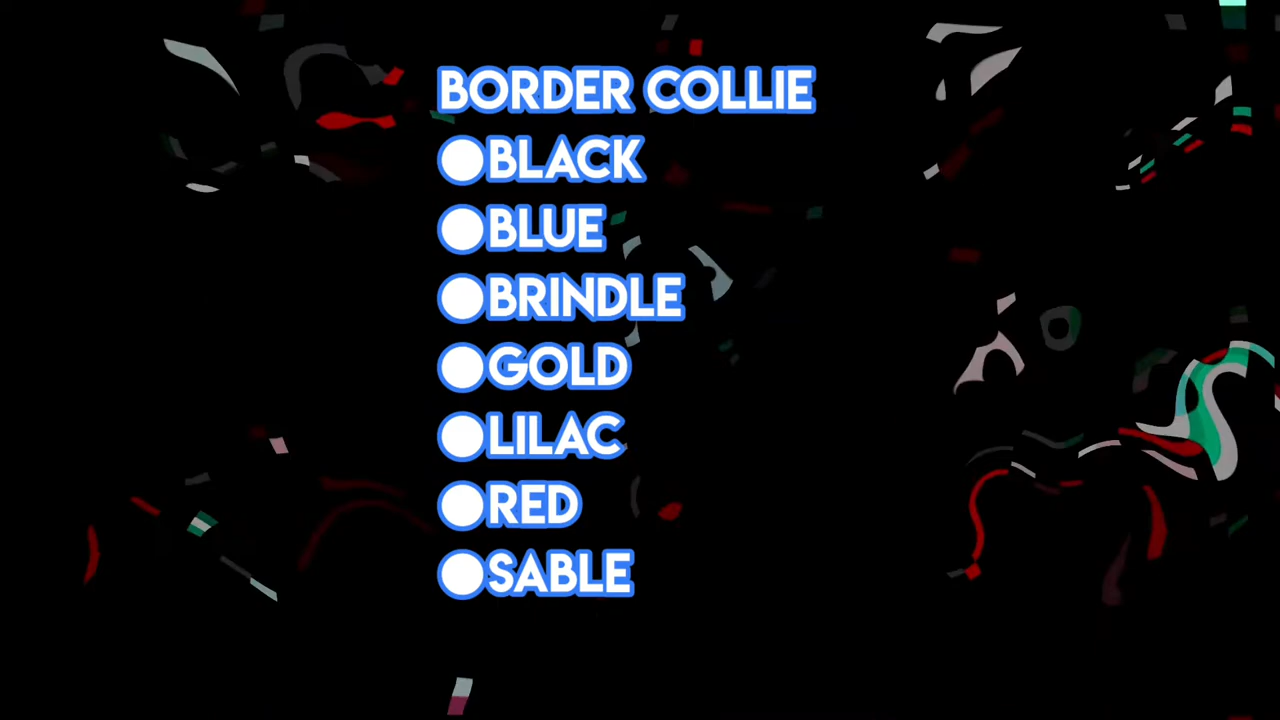 BORDER COLLIE
●BLACK
●BLUE
●BRINDLE
●GOLD
●LILAC
●RED
●SABLE